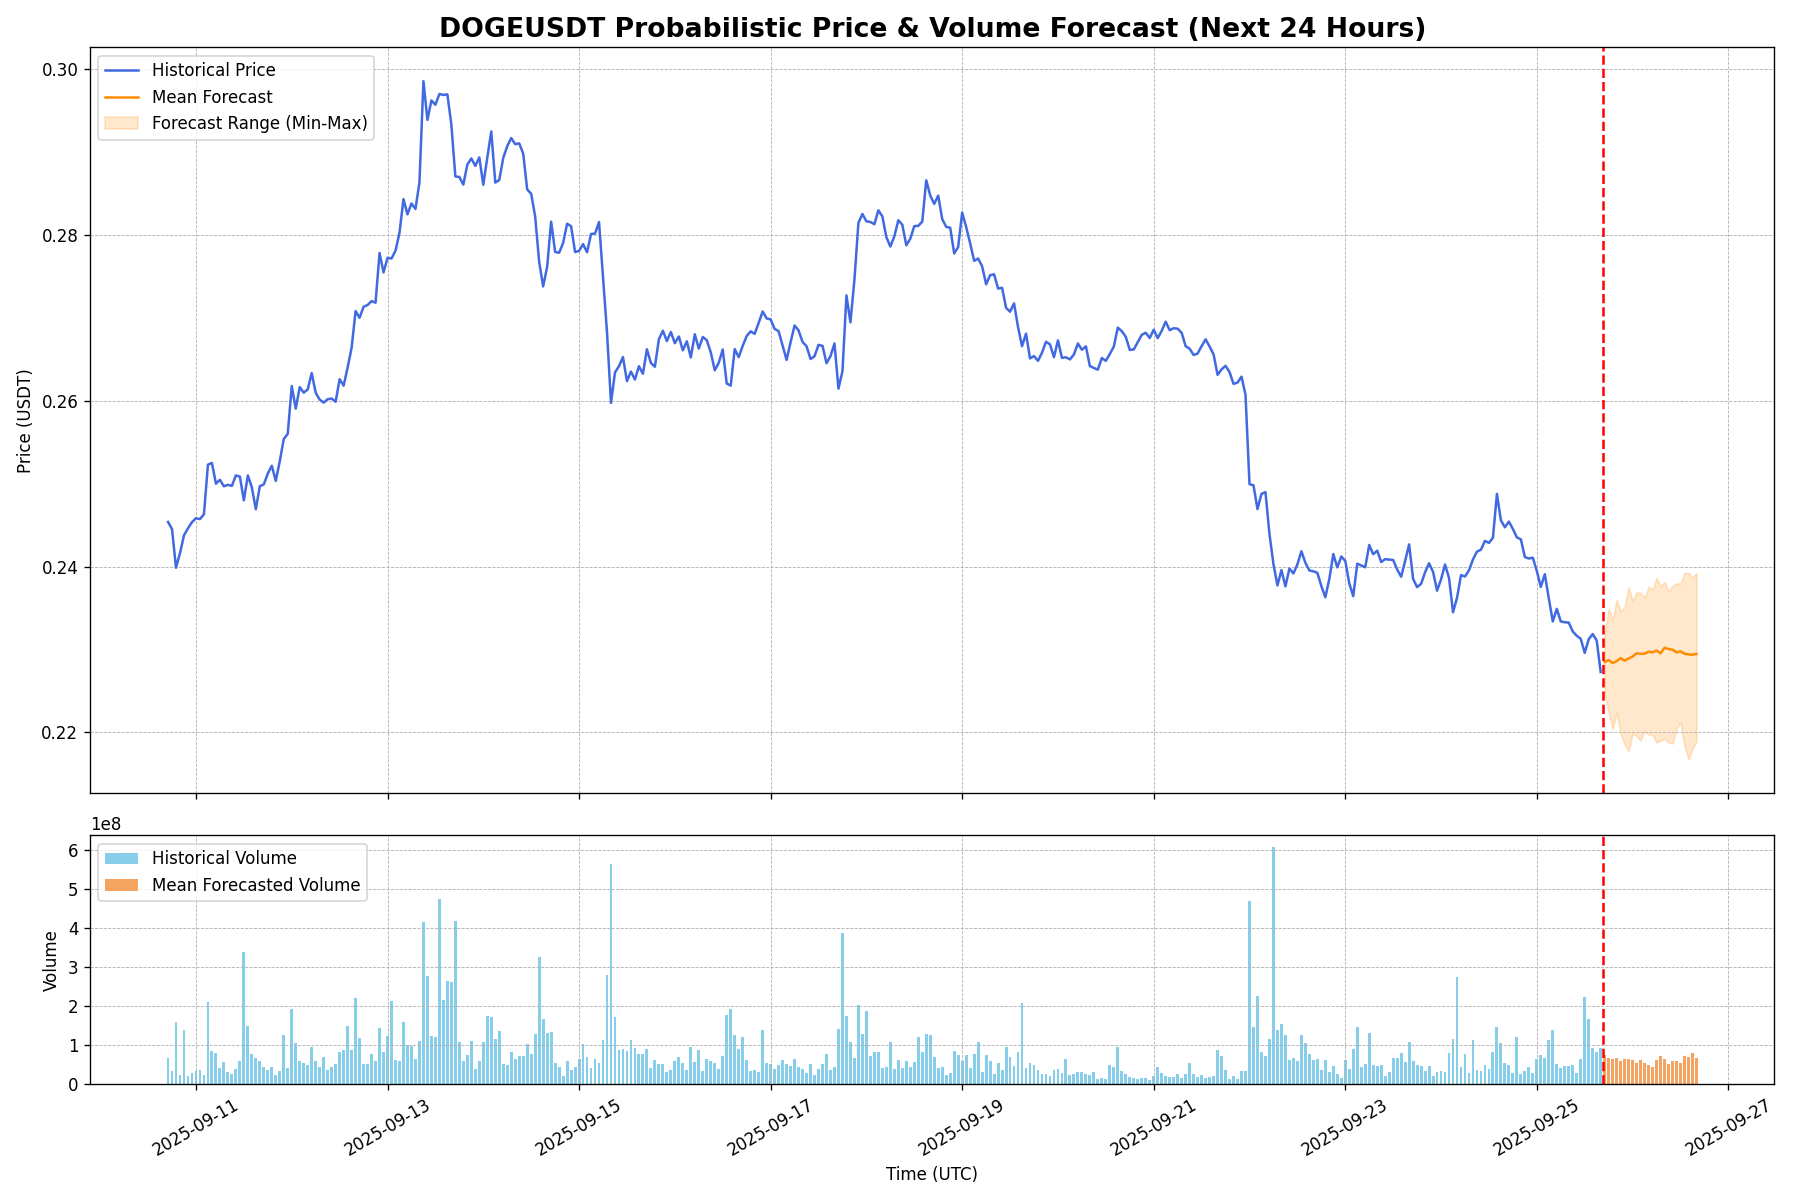 DOGEUSDT Probabilistic Price & Volume Forecast (Next 24 Hours)
Historical Price
Mean Forecast
Forecast Range (Min-Max)
0.30
0.28
0.26
0.24
0.22
Price (USDT)
1e8
Historical Volume
Mean Forecasted Volume
6
5
4
3
2
1
0
Volume
2025-09-11
2025-09-13
2025-09-15
2025-09-17
2025-09-19
2025-09-21
2025-09-23
2025-09-25
2025-09-27
Time (UTC)